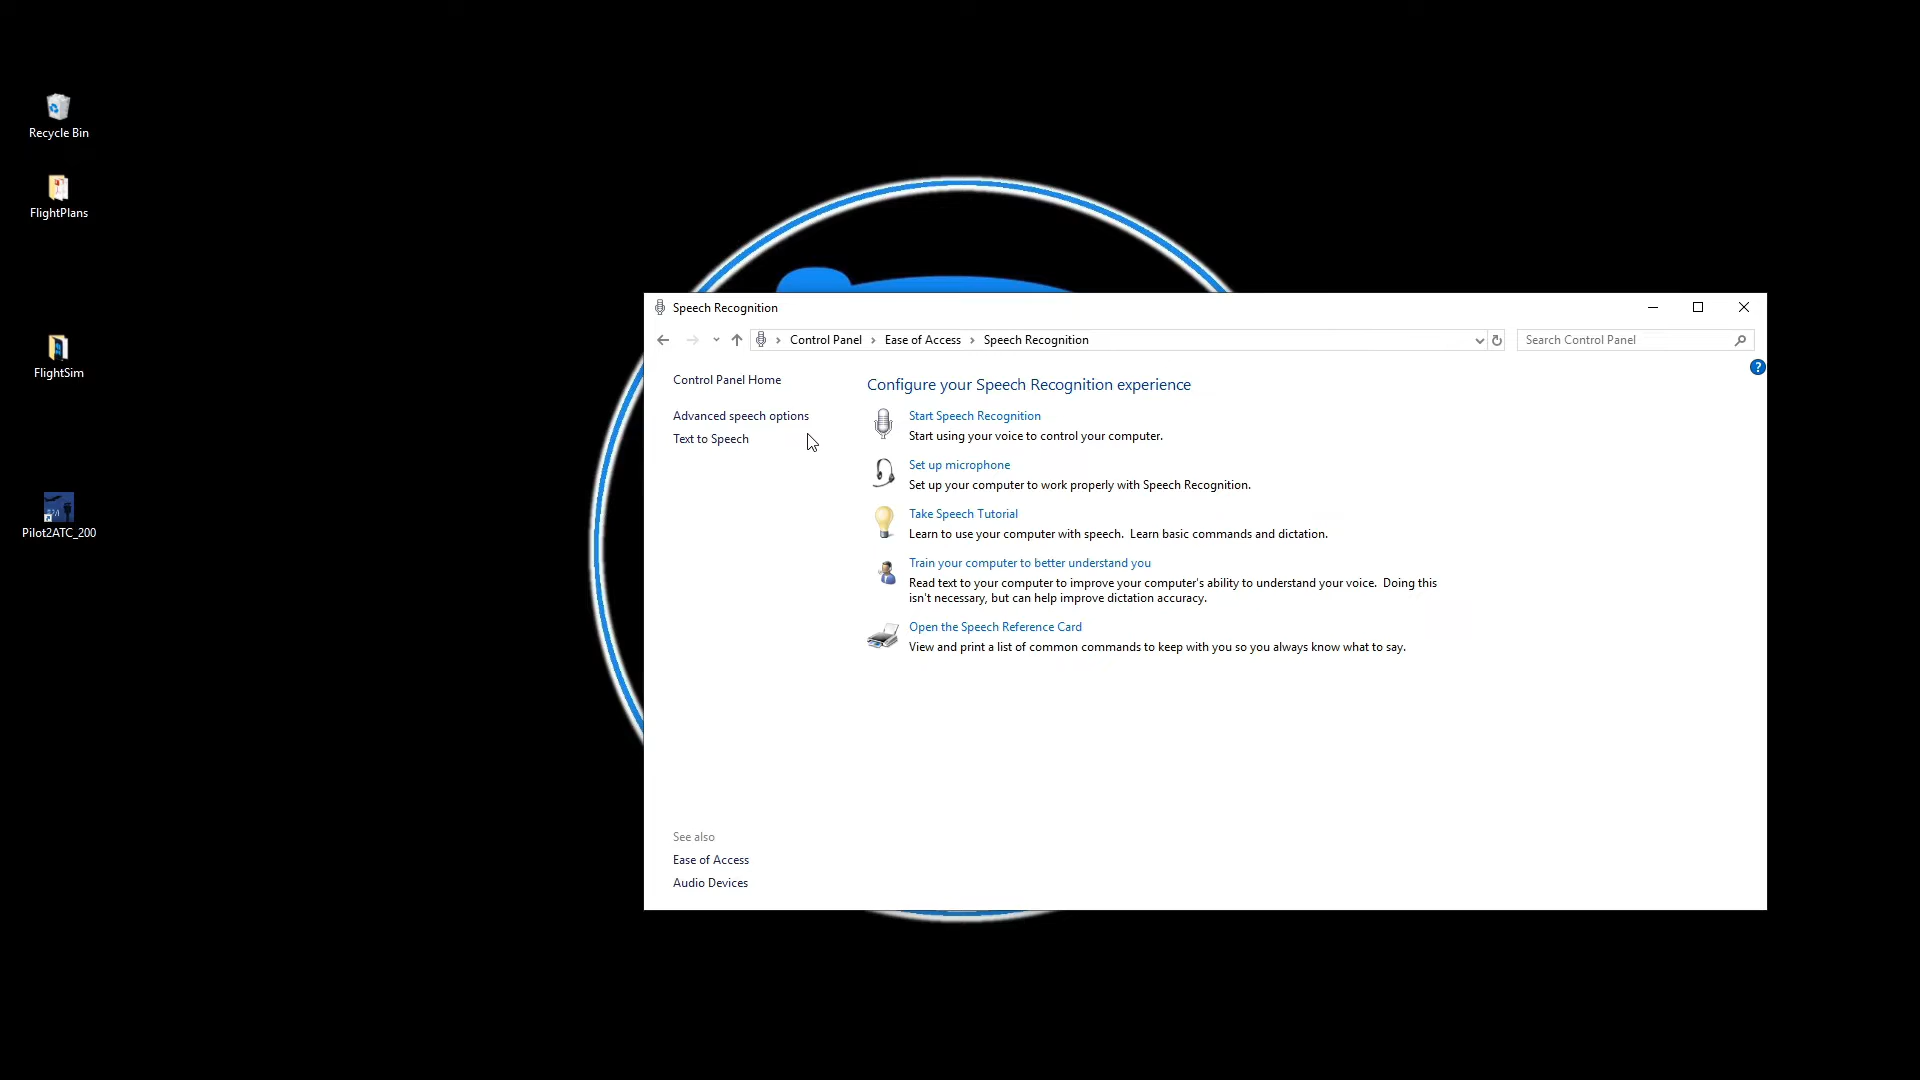 Recycle Bin
FlightPlans
FlightSim
Pilot2ATC_200
Speech Recognition
Control Panel > Ease of Access > Speech Recognition
Search Control Panel
?
Control Panel Home
Advanced speech options
Text to Speech
Configure your Speech Recognition experience
Start Speech Recognition
Start using your voice to control your computer.
Set up microphone
Set up your computer to work properly with Speech Recognition.
Take Speech Tutorial
Learn to use your computer with speech.  Learn basic commands and dictation.
Train your computer to better understand you
Read text to your computer to improve your computer's ability to understand your voice.  Doing this
isn't necessary, but can help improve dictation accuracy.
Open the Speech Reference Card
View and print a list of common commands to keep with you so you always know what to say.
See also
Ease of Access
Audio Devices